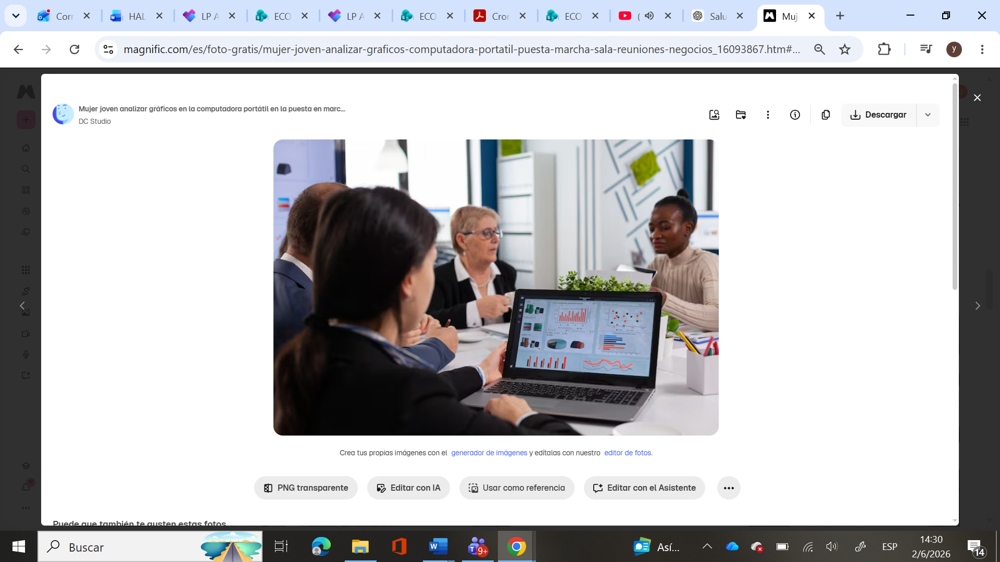 Corr
HAL
LP A
ECO
LP A
ECO
Cror
ECO
(
Salu
Muj
magnific.com/es/foto-gratis/mujer-joven-analizar-graficos-computadora-portatil-puesta-marcha-sala-reuniones-negocios_16093867.htm#...
y
Mujer joven analizar gráficos en la computadora portátil en la puesta en marc...
DC Studio
Descargar
Crea tus propias imágenes con el generador de imágenes y edítalas con nuestro editor de fotos.
PNG transparente
Editar con IA
Usar como referencia
Editar con el Asistente
Puede que también te gusten estas fotos
Buscar
9+
Así...
ESP
14:30
2/6/2026
14